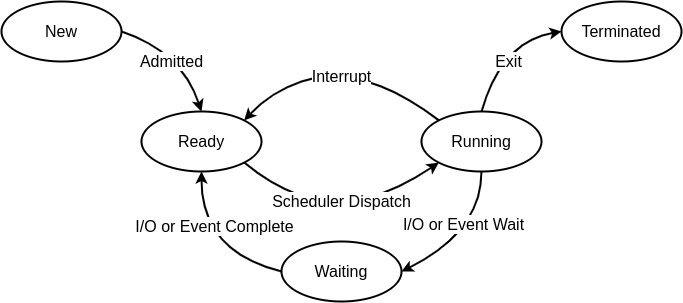 New
Terminated
Admitted
Exit
Interrupt
Ready
Running
Scheduler Dispatch
I/O or Event Complete
I/O or Event Wait
Waiting